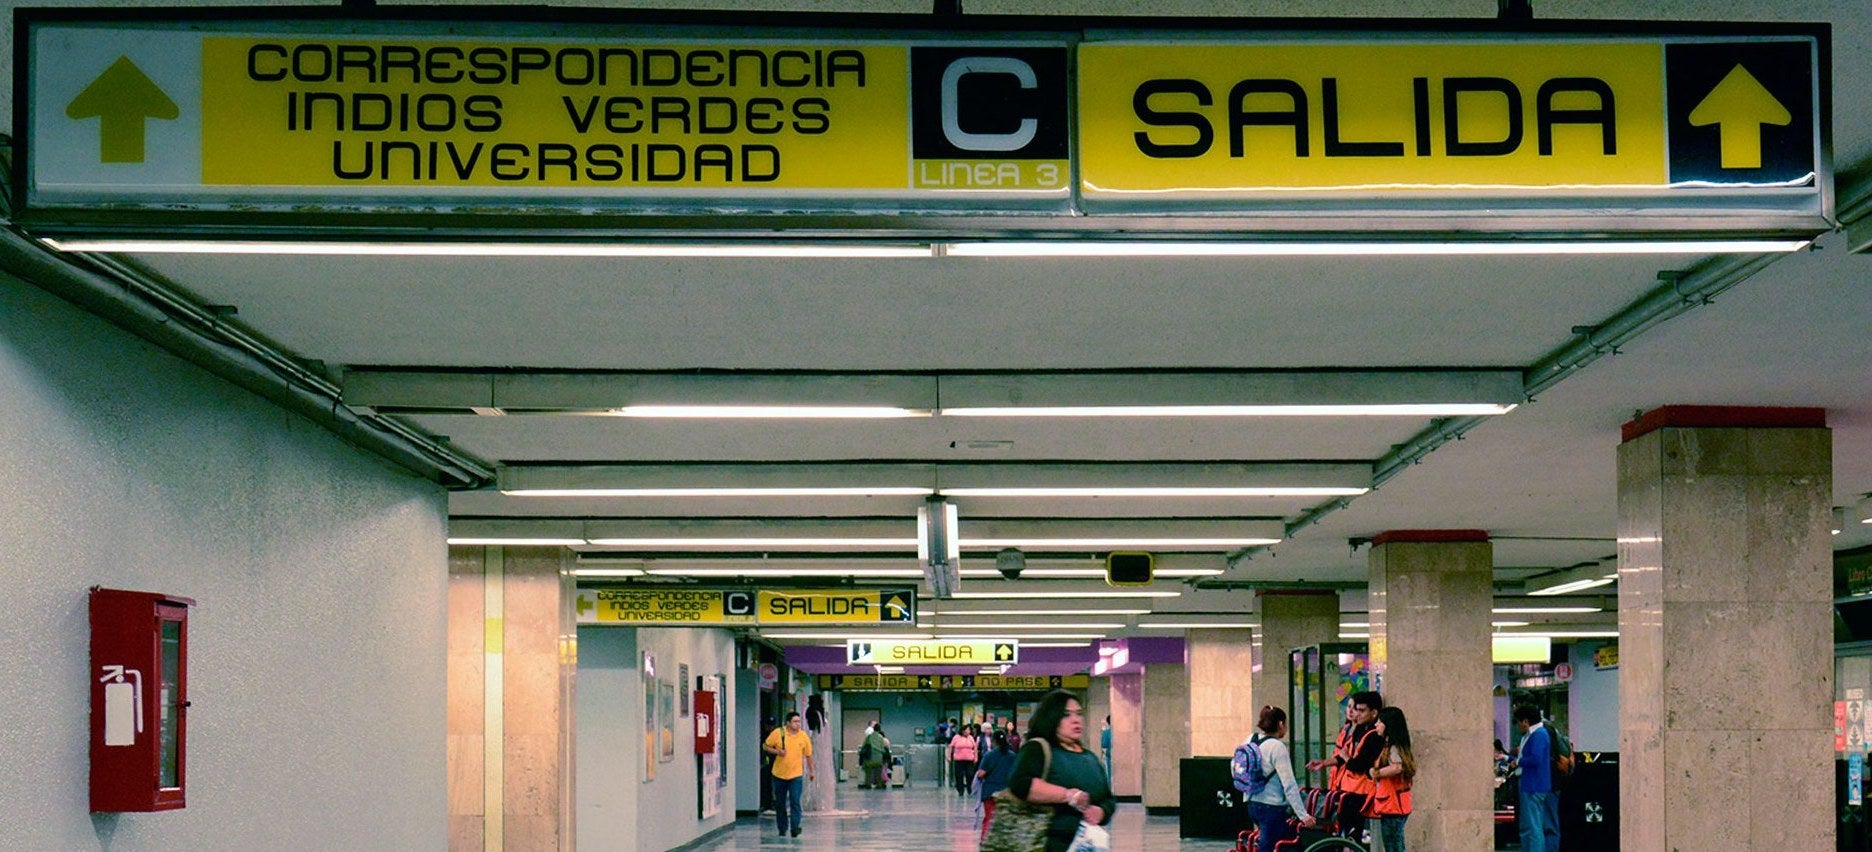 CORRESPONDENCIA
INDIOS VERDES
UNIVERSIDAD
C
LINEA 3
SALIDA
CORRESPONDENCIA
INDIOS VERDES
UNIVERSIDAD
C
SALIDA
SALIDA
SALIDA
NO PASE